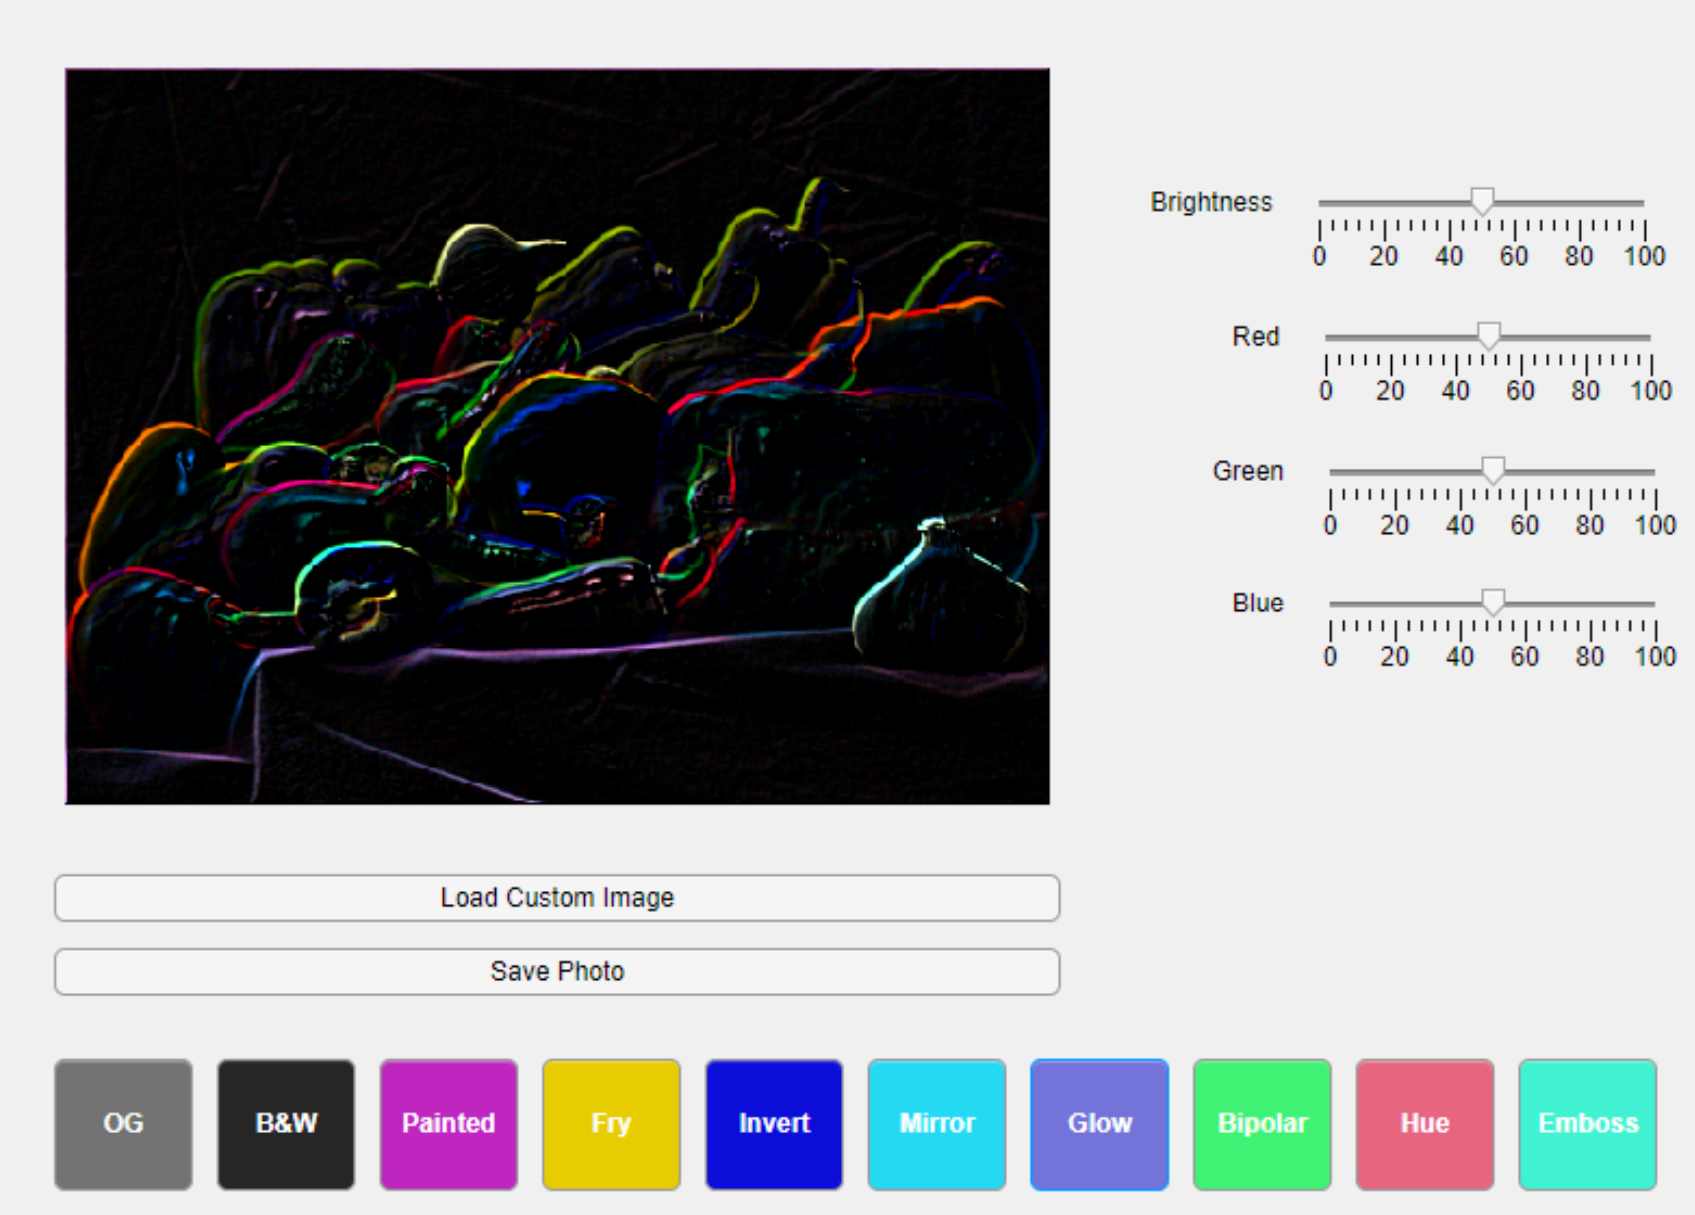 Brightness
0 20 40 60 80 100
Red
0 20 40 60 80 100
Green
0 20 40 60 80 100
Blue
0 20 40 60 80 100
Load Custom Image
Save Photo
OG B&W Painted Fry Invert Mirror Glow Bipolar Hue Emboss